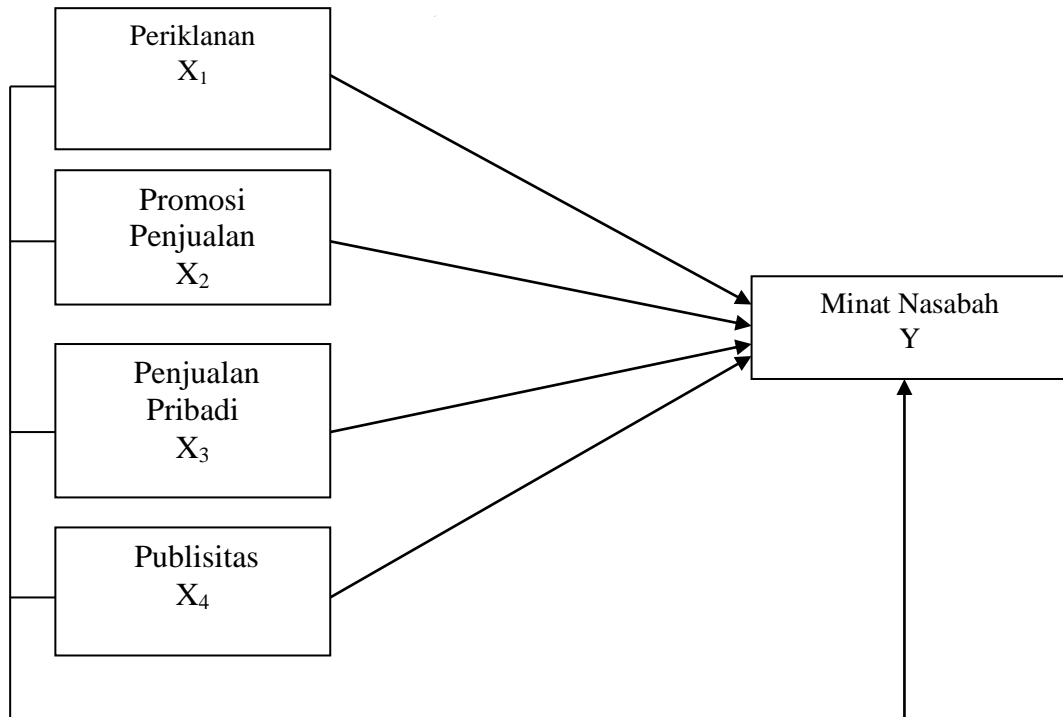 Periklanan
X₁
Promosi
Penjualan
X₂
Penjualan
Pribadi
X₃
Publisitas
X₄
Minat Nasabah
Y